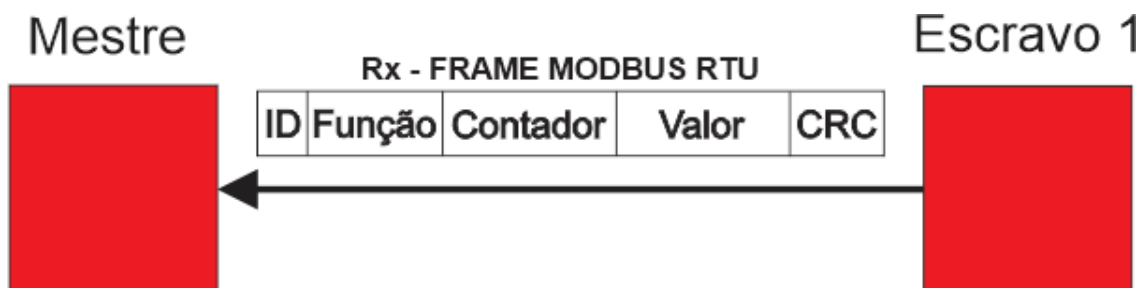 Mestre
Escravo 1
Rx - FRAME MODBUS RTU
ID Função Contador Valor CRC